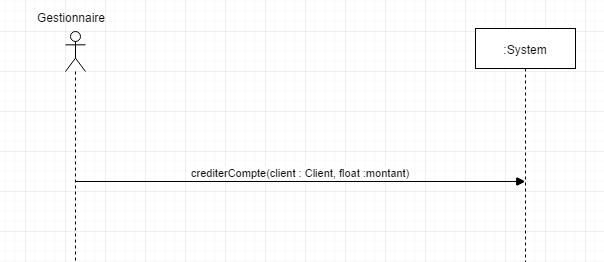 Gestionnaire
:System
crediterCompte(client : Client, float :montant)